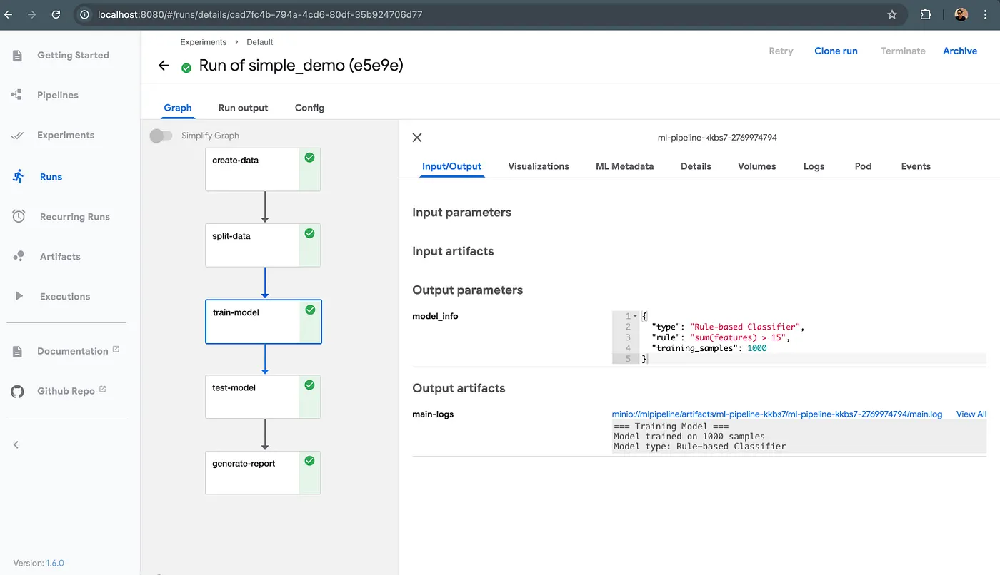 localhost:8080/#/runs/details/cad7fc4b-794a-4cd6-80df-35b924706d77
Getting Started
Pipelines
Experiments
Runs
Recurring Runs
Artifacts
Executions
Documentation
Github Repo
Version: 1.6.0
Experiments > Default
Run of simple_demo (e5e9e)
Retry Clone run Terminate Archive
Graph Run output Config
Simplify Graph
create-data
split-data
train-model
test-model
generate-report
ml-pipeline-kkbs7-2769974794
Input/Output Visualizations ML Metadata Details Volumes Logs Pod Events
Input parameters
Input artifacts
Output parameters
model_info
1 {
2 "type": "Rule-based Classifier",
3 "rule": "sum(features) > 15",
4 "training_samples": 1000
5 }
Output artifacts
main-logs
minio://mlpipeline/artifacts/ml-pipeline-kkbs7/ml-pipeline-kkbs7-2769974794/main.log View All
=== Training Model ===
Model trained on 1000 samples
Model type: Rule-based Classifier